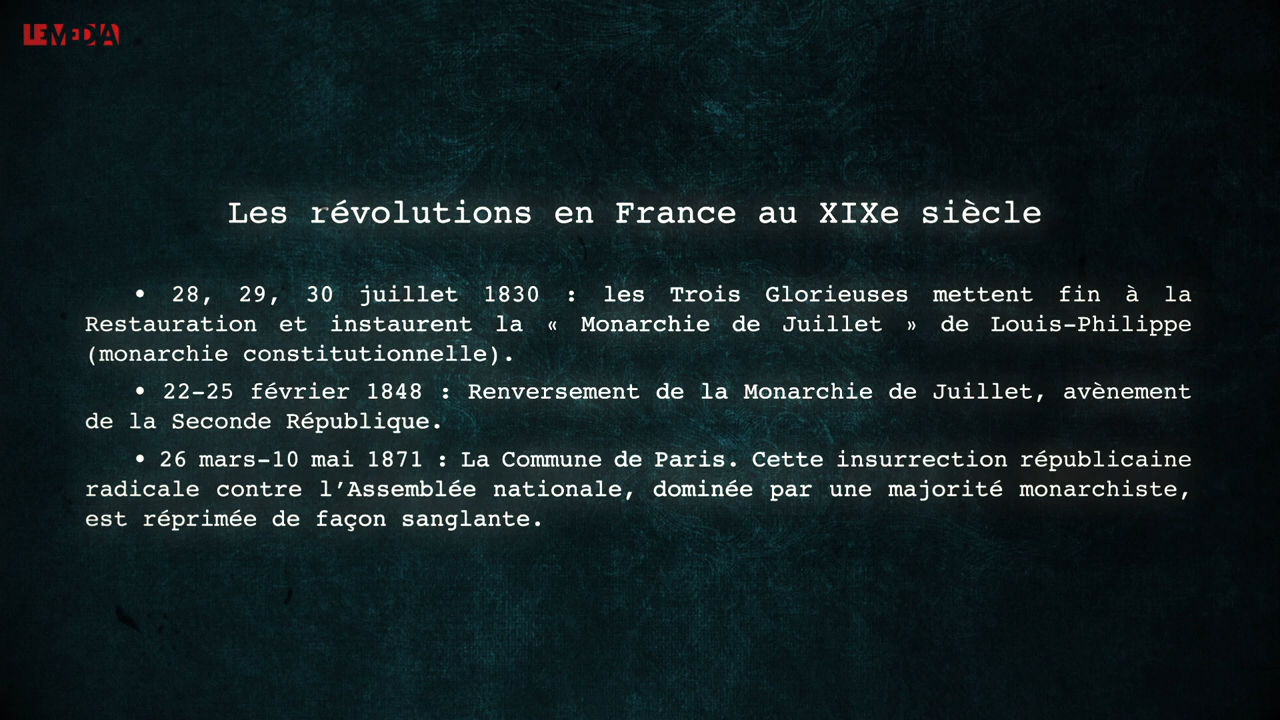 LEMEDIA
Les révolutions en France au XIXe siècle
• 28, 29, 30 juillet 1830 : les Trois Glorieuses mettent fin à la
Restauration et instaurent la « Monarchie de Juillet » de Louis-Philippe
(monarchie constitutionnelle).
• 22-25 février 1848 : Renversement de la Monarchie de Juillet, avènement
de la Seconde République.
• 26 mars-10 mai 1871 : La Commune de Paris. Cette insurrection républicaine
radicale contre l’Assemblée nationale, dominée par une majorité monarchiste,
est réprimée de façon sanglante.